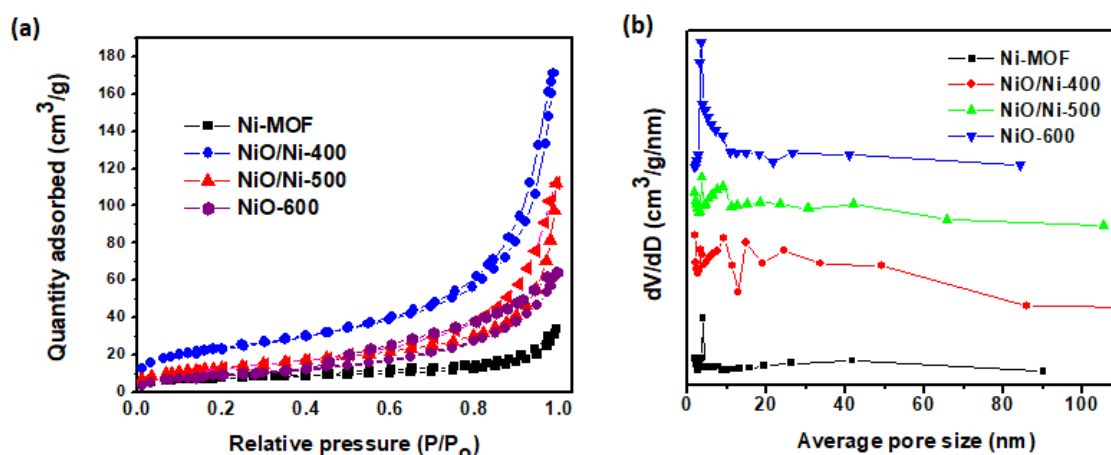 (a)
Quantity adsorbed (cm³/g)
180
160
140
120
100
80
60
40
20
0
Ni-MOF
NiO/Ni-400
NiO/Ni-500
NiO-600
0.0 0.2 0.4 0.6 0.8 1.0
Relative pressure (P/P₀)
(b)
dV/dD (cm³/g/nm)
Ni-MOF
NiO/Ni-400
NiO/Ni-500
NiO-600
0 20 40 60 80 100
Average pore size (nm)